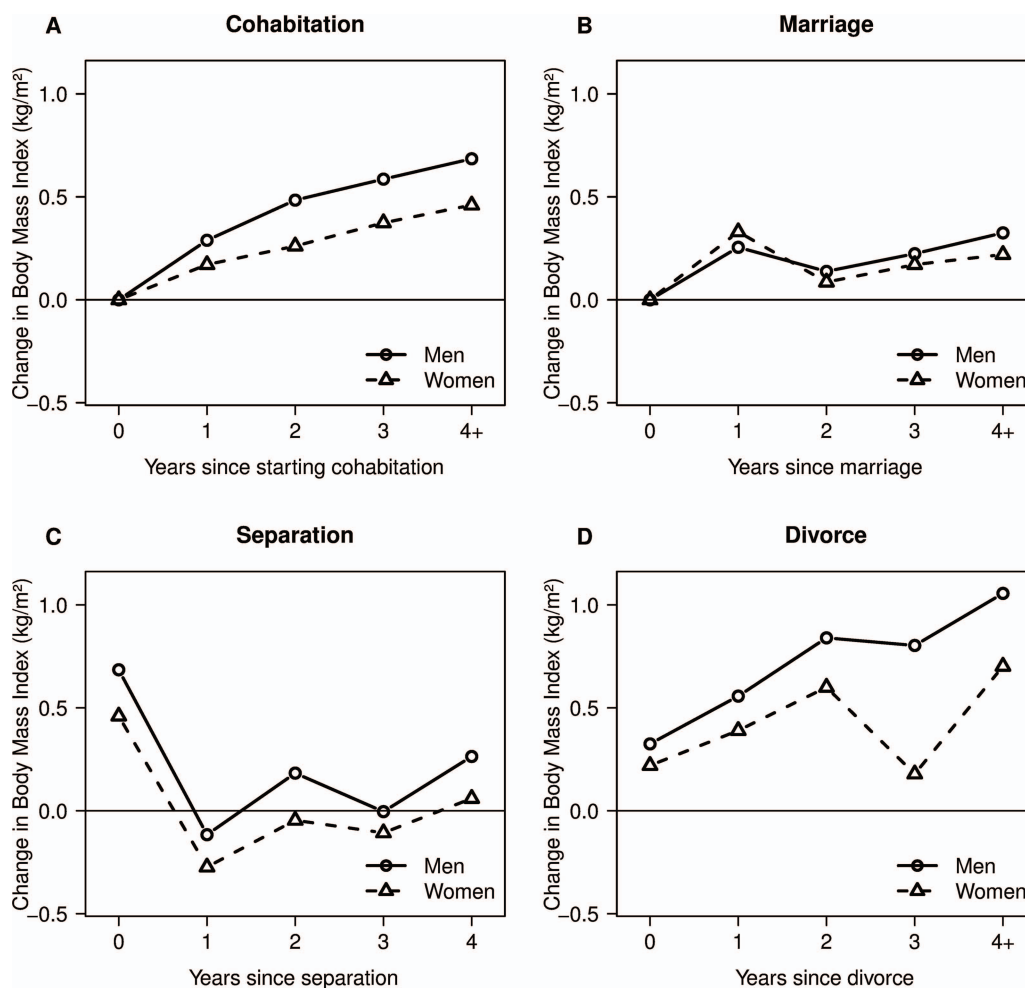 A Cohabitation
Change in Body Mass Index (kg/m²)
1.0
0.5
0.0
−0.5
Men
Women
0 1 2 3 4+
Years since starting cohabitation
B Marriage
Change in Body Mass Index (kg/m²)
1.0
0.5
0.0
−0.5
Men
Women
0 1 2 3 4+
Years since marriage
C Separation
Change in Body Mass Index (kg/m²)
1.0
0.5
0.0
−0.5
Men
Women
0 1 2 3 4
Years since separation
D Divorce
Change in Body Mass Index (kg/m²)
1.0
0.5
0.0
−0.5
Men
Women
0 1 2 3 4+
Years since divorce